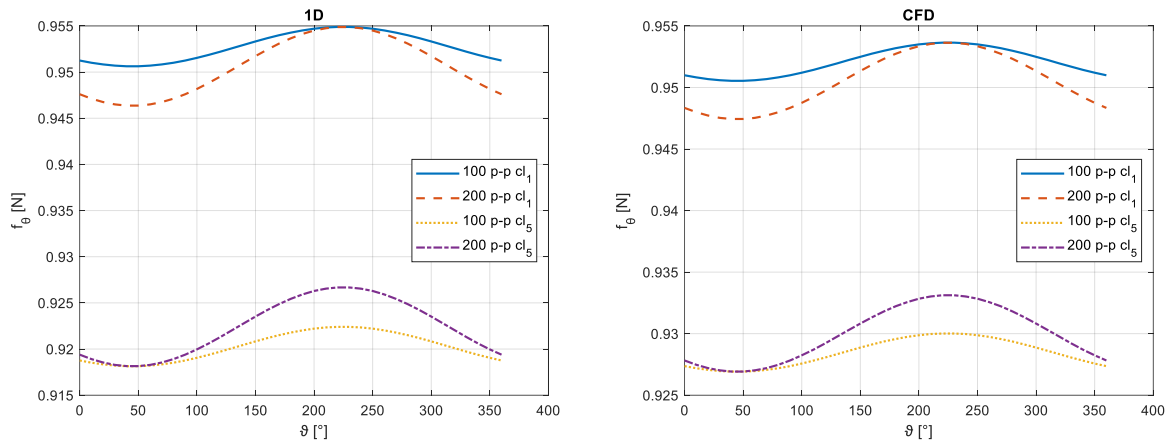 1D
0.955
0.95
0.945
0.94
0.935
0.93
0.925
0.92
0.915
f_θ [N]
0 50 100 150 200 250 300 350 400
ϑ [°]
100 p-p cl_1
200 p-p cl_1
100 p-p cl_5
200 p-p cl_5
CFD
0.955
0.95
0.945
0.94
0.935
0.93
0.925
f_θ [N]
0 50 100 150 200 250 300 350 400
ϑ [°]
100 p-p cl_1
200 p-p cl_1
100 p-p cl_5
200 p-p cl_5